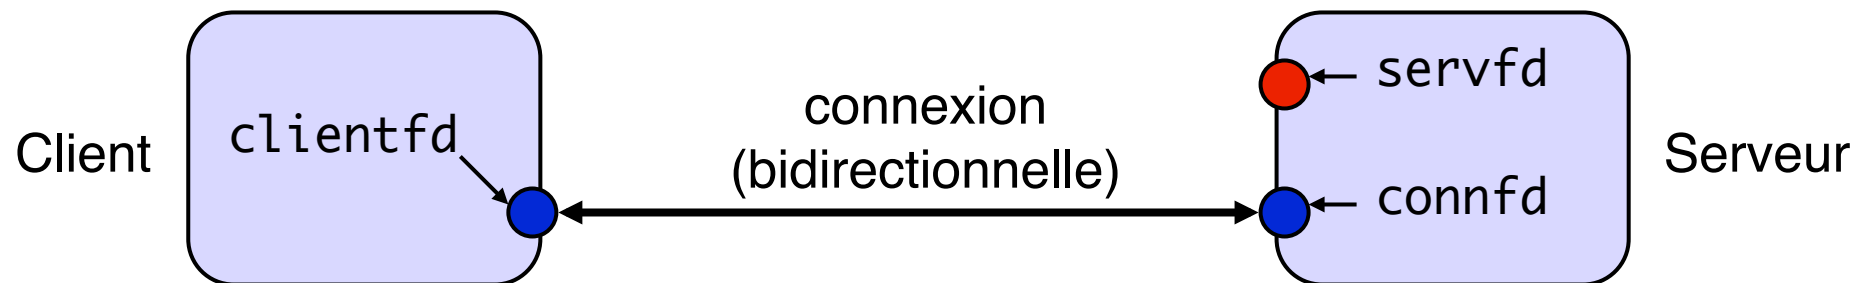 Client
clientfd
connexion
(bidirectionnelle)
servfd
connfd
Serveur